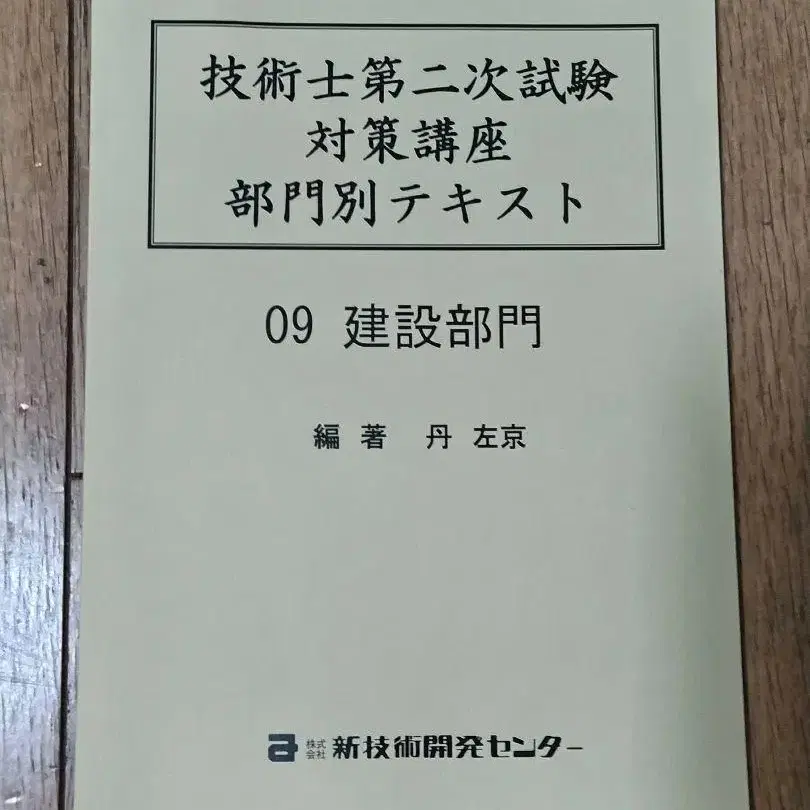 技術士第二次試験
対策講座
部門別テキスト
09 建設部門
編 著 丹 左京
株式会社 新技術開発センター